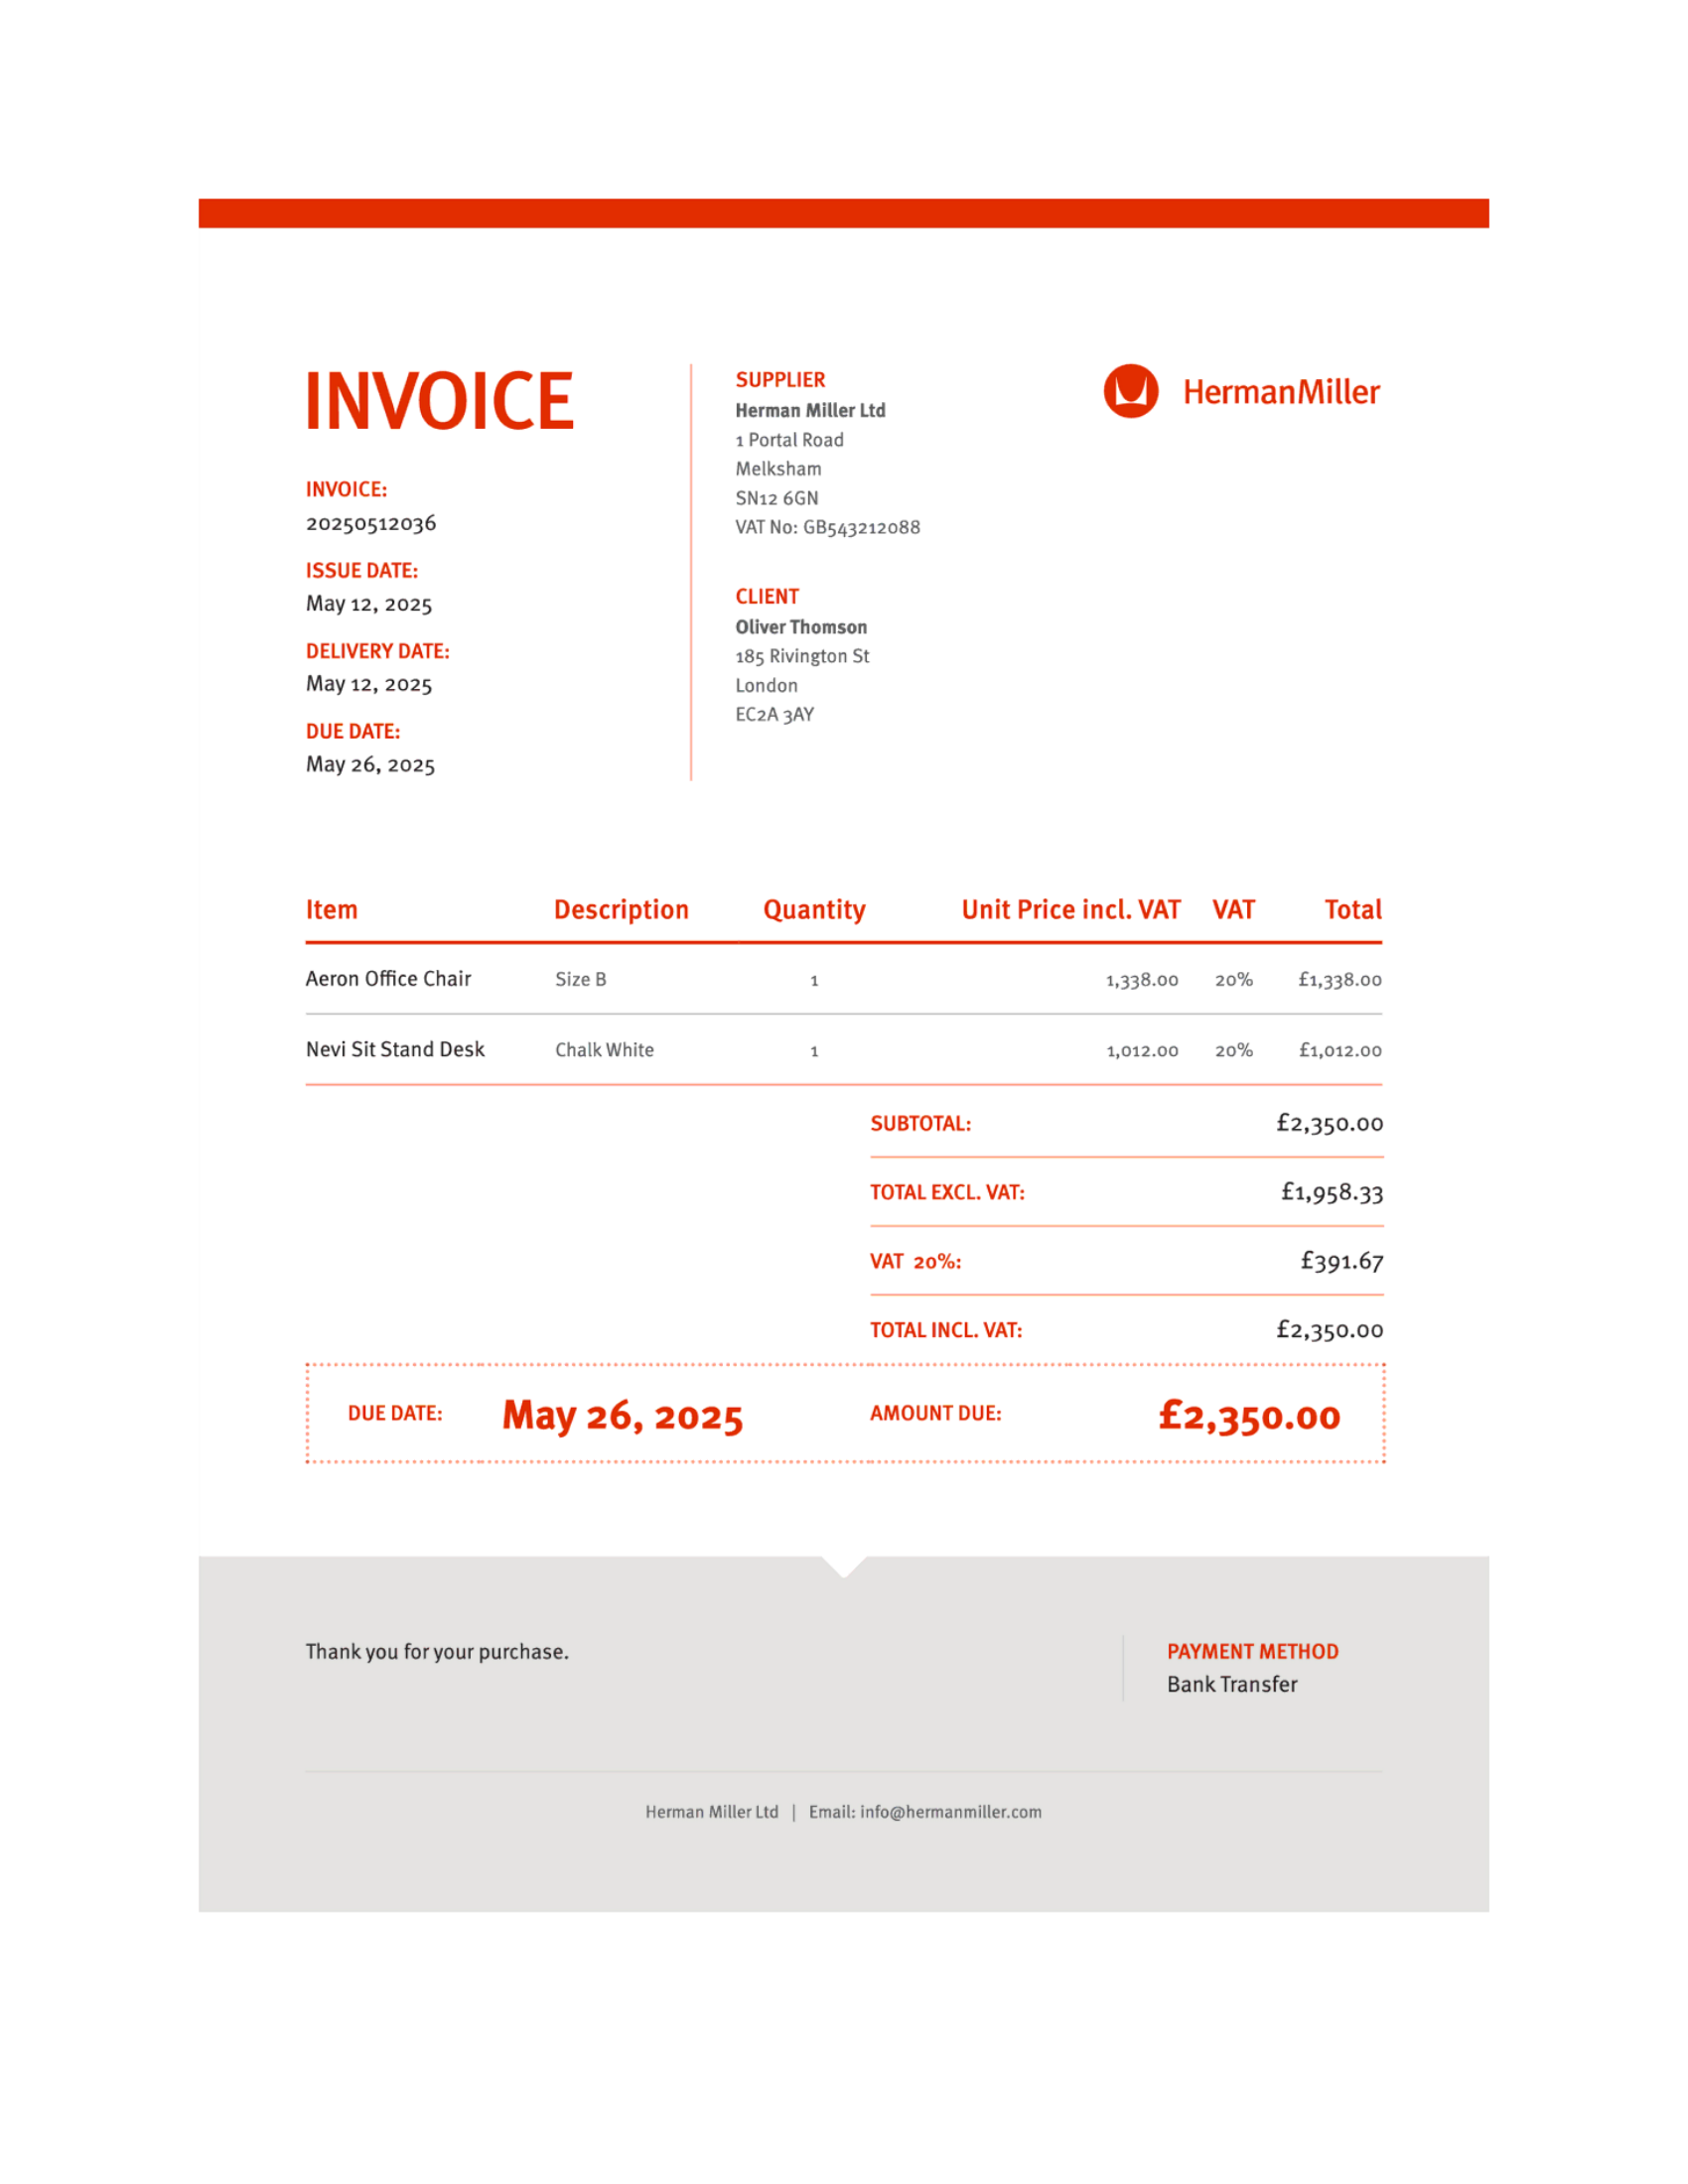 INVOICE
INVOICE:
20250512036
ISSUE DATE:
May 12, 2025
DELIVERY DATE:
May 12, 2025
DUE DATE:
May 26, 2025
SUPPLIER
Herman Miller Ltd
1 Portal Road
Melksham
SN12 6GN
VAT No: GB543212088
CLIENT
Oliver Thomson
185 Rivington St
London
EC2A 3AY
HermanMiller
Item Description Quantity Unit Price incl. VAT VAT Total
Aeron Office Chair Size B 1 1,338.00 20% £1,338.00
Nevi Sit Stand Desk Chalk White 1 1,012.00 20% £1,012.00
SUBTOTAL: £2,350.00
TOTAL EXCL. VAT: £1,958.33
VAT 20%: £391.67
TOTAL INCL. VAT: £2,350.00
DUE DATE: May 26, 2025 AMOUNT DUE: £2,350.00
Thank you for your purchase.
PAYMENT METHOD
Bank Transfer
Herman Miller Ltd | Email: info@hermanmiller.com